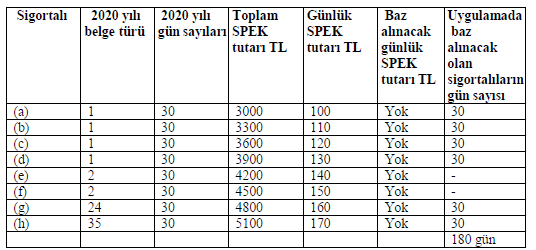 Sigortalı 2020 yılı belge türü 2020 yılı gün sayıları Toplam SPEK tutarı TL Günlük SPEK tutarı TL Baz alınacak günlük SPEK tutarı TL Uygulamada baz alınacak olan sigortalıların gün sayısı
(a) 1 30 3000 100 Yok 30
(b) 1 30 3300 110 Yok 30
(c) 1 30 3600 120 Yok 30
(d) 1 30 3900 130 Yok 30
(e) 2 30 4200 140 Yok -
(f) 2 30 4500 150 Yok -
(g) 24 30 4800 160 Yok 30
(h) 35 30 5100 170 Yok 30
180 gün